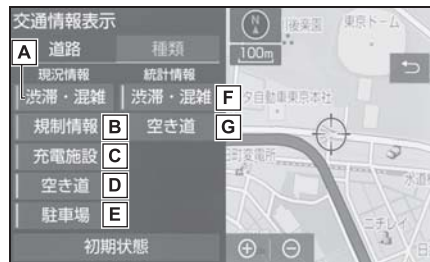 交通情報表示
道路 種類
現況情報 統計情報
A 渋滞・混雑 渋滞・混雑 F
規制情報 B 空き道 G
充電施設 C
空き道 D
駐車場 E
初期状態
N
100m
後楽園
東京ドーム
自動車東京本社
町変電所
水道
ニチレイ